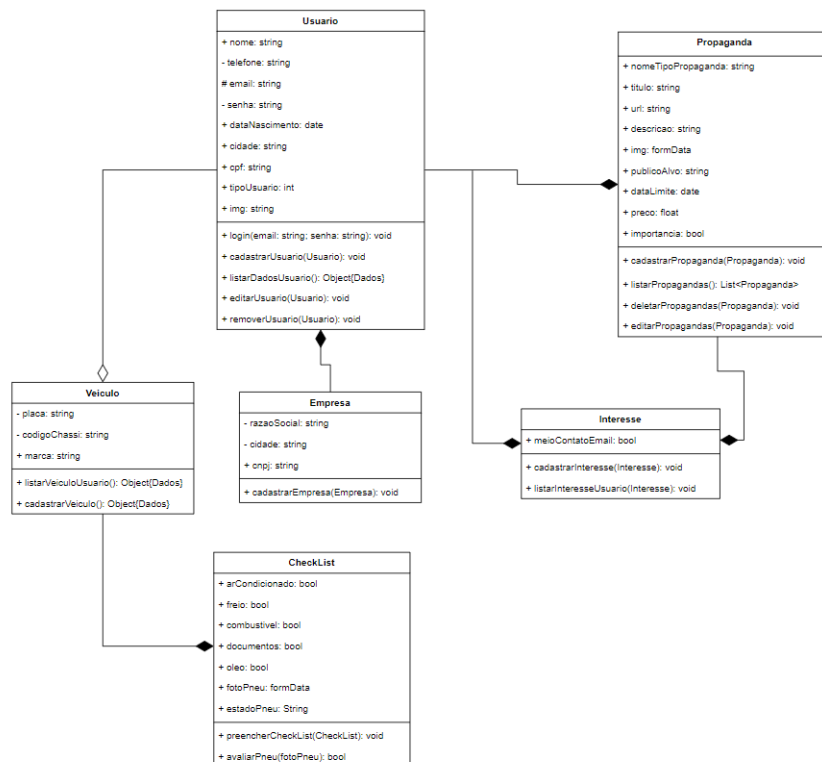 Usuario
+ nome: string
- telefone: string
# email: string
- senha: string
+ dataNascimento: date
+ cidade: string
+ cpf: string
+ tipoUsuario: int
+ img: string
+ login(email: string; senha: string): void
+ cadastrarUsuario(Usuario): void
+ listarDadosUsuario(): Object{Dados}
+ editarUsuario(Usuario): void
+ removerUsuario(Usuario): void
Propaganda
+ nomeTipoPropaganda: string
+ titulo: string
+ url: string
+ descricao: string
+ img: formData
+ publicoAlvo: string
+ dataLimite: date
+ preco: float
+ importancia: bool
+ cadastrarPropaganda(Propaganda): void
+ listarPropagandas(): List<Propaganda>
+ deletarPropagandas(Propaganda): void
+ editarPropagandas(Propaganda): void
Veiculo
- placa: string
- codigoChassi: string
+ marca: string
+ listarVeiculoUsuario(): Object{Dados}
+ cadastrarVeiculo(): Object{Dados}
Empresa
- razaoSocial: string
- cidade: string
+ cnpj: string
+ cadastrarEmpresa(Empresa): void
Interesse
+ meioContatoEmail: bool
+ cadastrarInteresse(Interesse): void
+ listarInteresseUsuario(Interesse): void
CheckList
+ arCondicionado: bool
+ freio: bool
+ combustivel: bool
+ documentos: bool
+ oleo: bool
+ fotoPneu: formData
+ estadoPneu: String
+ preencherCheckList(CheckList): void
+ avaliarPneu(fotoPneu): bool